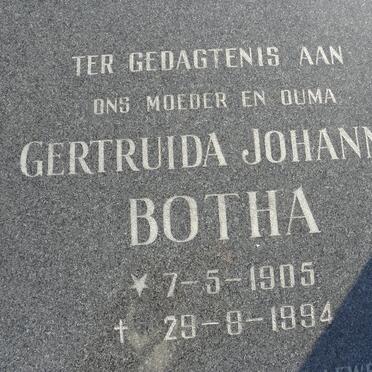 TER GEDAGTENIS AAN
ONS MOEDER EN OUMA
GERTRUIDA JOHANN
BOTHA
★ 7-5-1905
† 29-8-1994